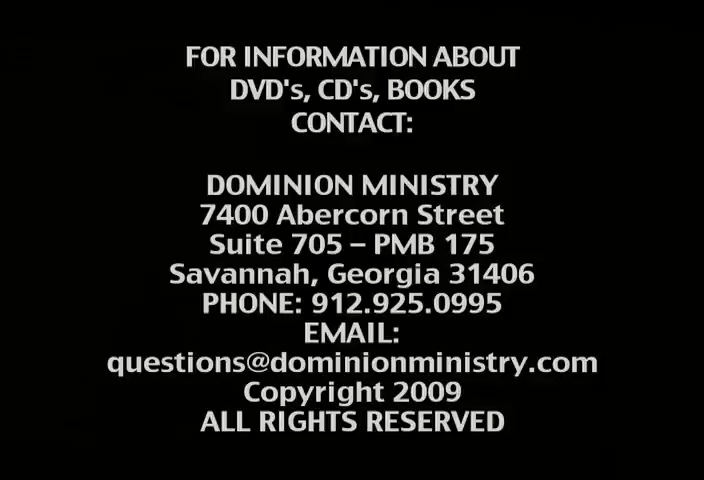 FOR INFORMATION ABOUT
DVD's, CD's, BOOKS
CONTACT:
DOMINION MINISTRY
7400 Abercorn Street
Suite 705 – PMB 175
Savannah, Georgia 31406
PHONE: 912.925.0995
EMAIL:
questions@dominionministry.com
Copyright 2009
ALL RIGHTS RESERVED